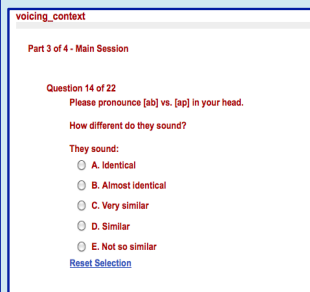 voicing_context
Part 3 of 4 - Main Session
Question 14 of 22
Please pronounce [ab] vs. [ap] in your head.
How different do they sound?
They sound:
A. Identical
B. Almost identical
C. Very similar
D. Similar
E. Not so similar
Reset Selection